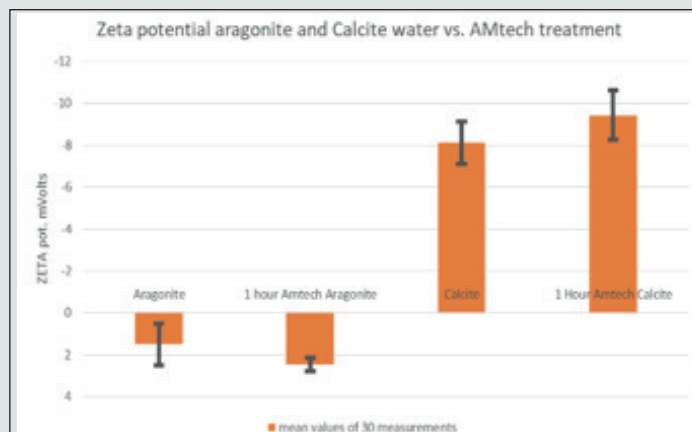 Zeta potential aragonite and Calcite water vs. AMtech treatment
-12
-10
-8
-6
-4
-2
0
2
4
ZETA pot. mVolts
Aragonite
1 hour Amtech Aragonite
Calcite
1 Hour Amtech Calcite
mean values of 30 measurements